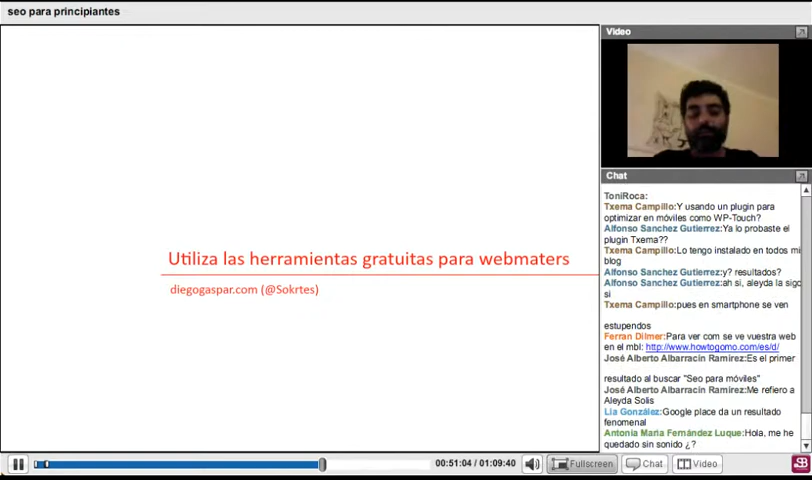 seo para principiantes
Utiliza las herramientas gratuitas para webmaters
diegogaspar.com (@Sokrtes)
Video
Chat
ToniRoca:
Txema Campillo:Y usando un plugin para
optimizar en móviles como WP-Touch?
Alfonso Sanchez Gutierrez:Ya lo probaste el
plugin Txema??
Txema Campillo:Lo tengo instalado en todos mi
blog
Alfonso Sanchez Gutierrez:y? resultados?
Alfonso Sanchez Gutierrez:ah si, aleyda la sigo
si
Txema Campillo:pues en smartphone se ven
estupendos
Ferran Dilmer:Para ver com se ve vuestra web
en el mbl: http://www.howtogomo.com/es/d/
José Alberto Albarracín Ramírez:Es el primer
resultado al buscar "Seo para móviles"
José Alberto Albarracín Ramírez:Me refiero a
Aleyda Solis
Lia González:Google place da un resultado
fenomenal
Antonia Maria Fernández Luque:Hola, me he
quedado sin sonido ¿?
00:51:04 / 01:09:40
Fullscreen
Chat
Video
SB